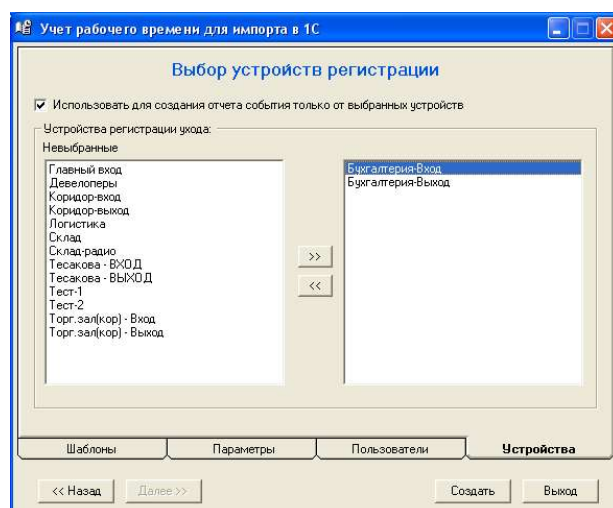 Учет рабочего времени для импорта в 1С
Выбор устройств регистрации
Использовать для создания отчета события только от выбранных устройств
Устройства регистрации ухода:
Невыбранные
Главный вход
Девелоперы
Коридор-вход
Коридор-выход
Логистика
Склад
Склад-радио
Тесакова - ВХОД
Тесакова - ВЫХОД
Тест-1
Тест-2
Торг.зал(кор) - Вход
Торг.зал(кор) - Выход
>>
<<
Бухгалтерия-Вход
Бухгалтерия-Выход
Шаблоны Параметры Пользователи Устройства
<< Назад Далее >> Создать Выход